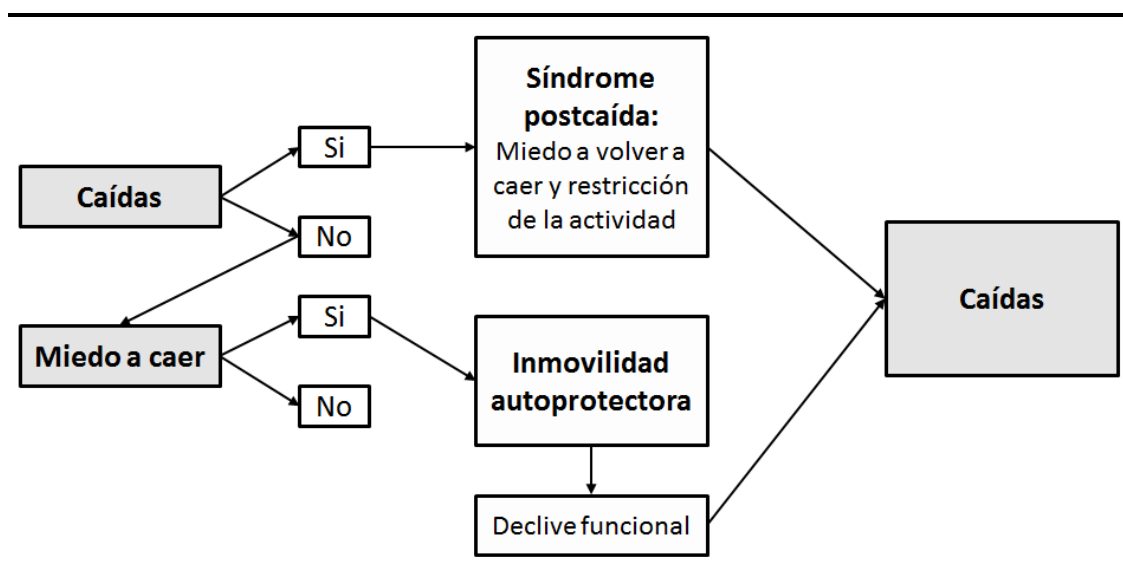 Caídas
Si
No
Síndrome
postcaída:
Miedo a volver a
caer y restricción
de la actividad
Miedo a caer
Si
No
Inmovilidad
autoprotectora
Declive funcional
Caídas